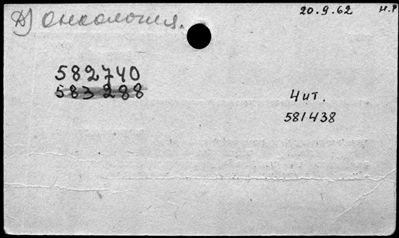 Д) Онкология.
20.9.62
И.Р
582740
583288
Чит.
581438